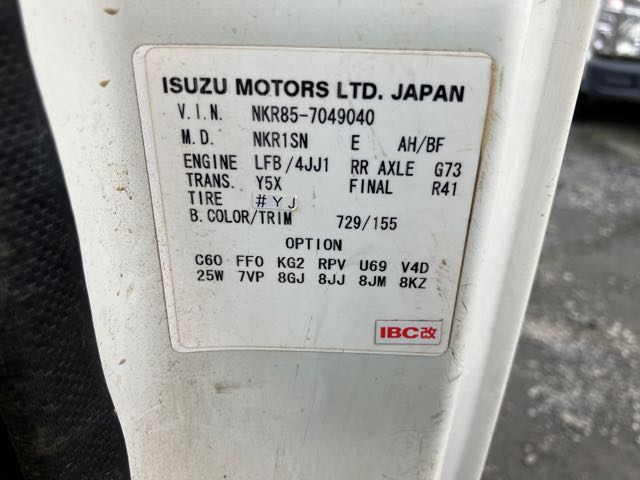 ISUZU MOTORS LTD. JAPAN
V.I.N. NKR85-7049040
M.D. NKR1SN E AH/BF
ENGINE LFB/4JJ1 RR AXLE G73
TRANS. Y5X FINAL R41
TIRE #YJ
B.COLOR/TRIM 729/155
OPTION
C60 FF0 KG2 RPV U69 V4D
25W 7VP 8GJ 8JJ 8JM 8KZ
IBC改